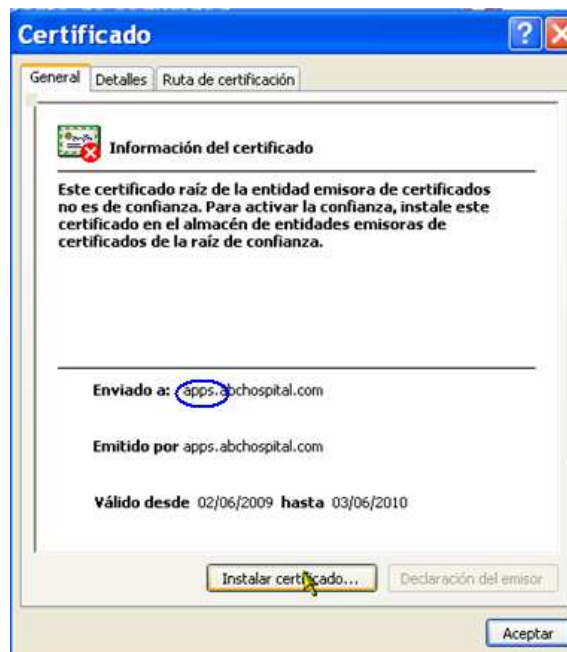 Certificado
General Detalles Ruta de certificación
Información del certificado
Este certificado raíz de la entidad emisora de certificados
no es de confianza. Para activar la confianza, instale este
certificado en el almacén de entidades emisoras de
certificados de la raíz de confianza.
Enviado a: apps.abchospital.com
Emitido por apps.abchospital.com
Válido desde 02/06/2009 hasta 03/06/2010
Instalar certificado... Declaración del emisor
Aceptar